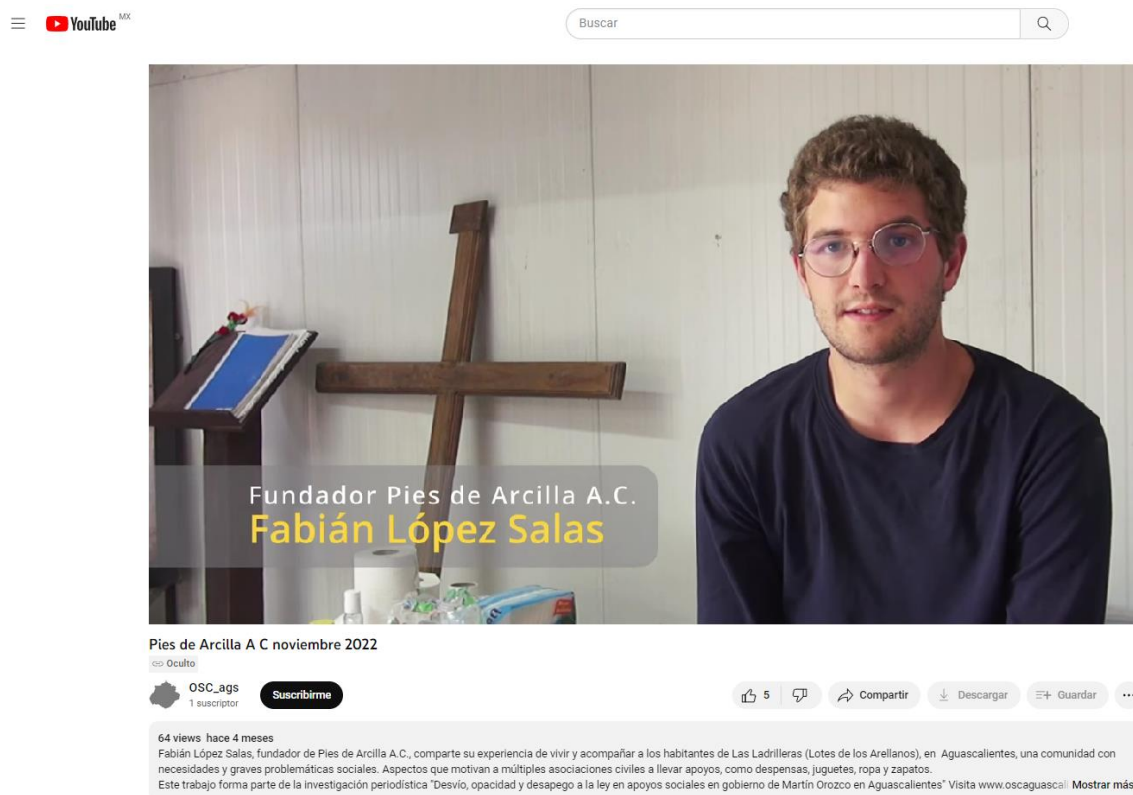 YouTube MX
Buscar
Fundador Pies de Arcilla A.C.
Fabián López Salas
Pies de Arcilla A C noviembre 2022
Oculto
OSC_ags
1 suscriptor
Suscribirme
5
Compartir
Descargar
Guardar
64 views hace 4 meses
Fabián López Salas, fundador de Pies de Arcilla A.C., comparte su experiencia de vivir y acompañar a los habitantes de Las Ladrilleras (Lotes de los Arellanos), en Aguascalientes, una comunidad con
necesidades y graves problemáticas sociales. Aspectos que motivan a múltiples asociaciones civiles a llevar apoyos, como despensas, juguetes, ropa y zapatos.
Este trabajo forma parte de la investigación periodística "Desvío, opacidad y desapego a la ley en apoyos sociales en gobierno de Martín Orozco en Aguascalientes" Visita www.oscaguascali Mostrar más